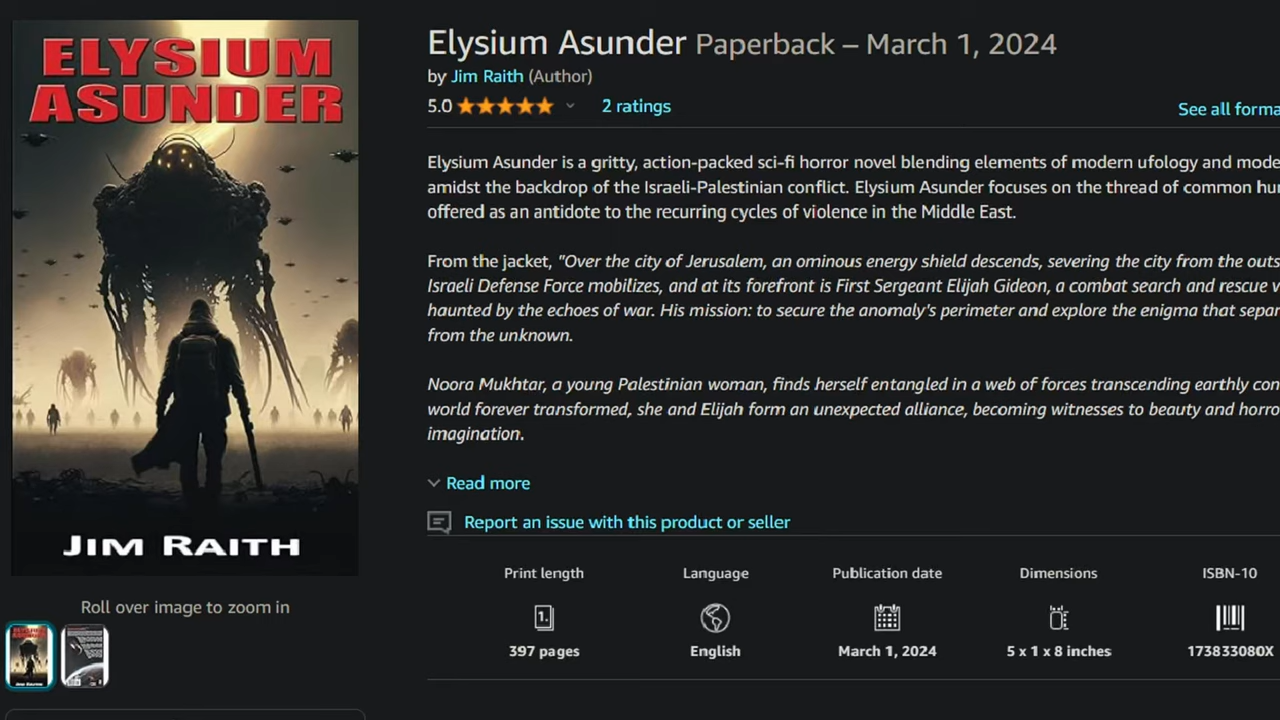 ELYSIUM
ASUNDER
JIM RAITH
Roll over image to zoom in
Elysium Asunder Paperback – March 1, 2024
by Jim Raith (Author)
5.0 2 ratings
See all forma
Elysium Asunder is a gritty, action-packed sci-fi horror novel blending elements of modern ufology and mode
amidst the backdrop of the Israeli-Palestinian conflict. Elysium Asunder focuses on the thread of common hu
offered as an antidote to the recurring cycles of violence in the Middle East.
From the jacket, "Over the city of Jerusalem, an ominous energy shield descends, severing the city from the outs
Israeli Defense Force mobilizes, and at its forefront is First Sergeant Elijah Gideon, a combat search and rescue v
haunted by the echoes of war. His mission: to secure the anomaly's perimeter and explore the enigma that separ
from the unknown.
Noora Mukhtar, a young Palestinian woman, finds herself entangled in a web of forces transcending earthly con
world forever transformed, she and Elijah form an unexpected alliance, becoming witnesses to beauty and horro
imagination.
Read more
Report an issue with this product or seller
Print length Language Publication date Dimensions ISBN-10
1.
397 pages English March 1, 2024 5 x 1 x 8 inches 173833080X